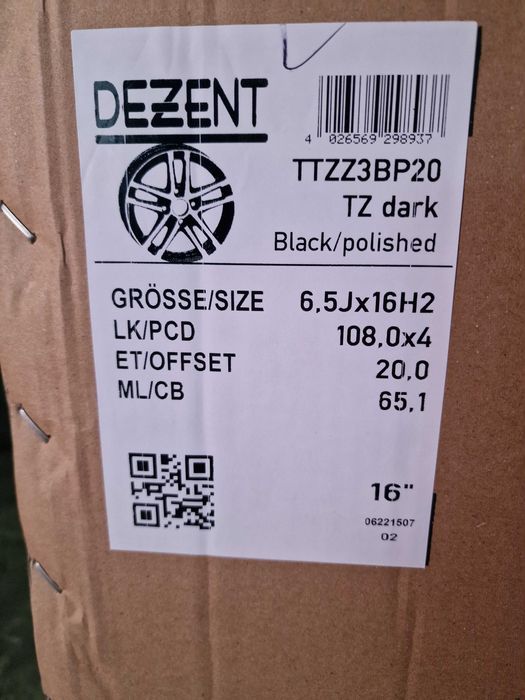 DEZENT
4 026569 298937
TTZZ3BP20
TZ dark
Black/polished
GRÖSSE/SIZE 6,5Jx16H2
LK/PCD 108,0x4
ET/OFFSET 20,0
ML/CB 65,1
16"
06221507
02